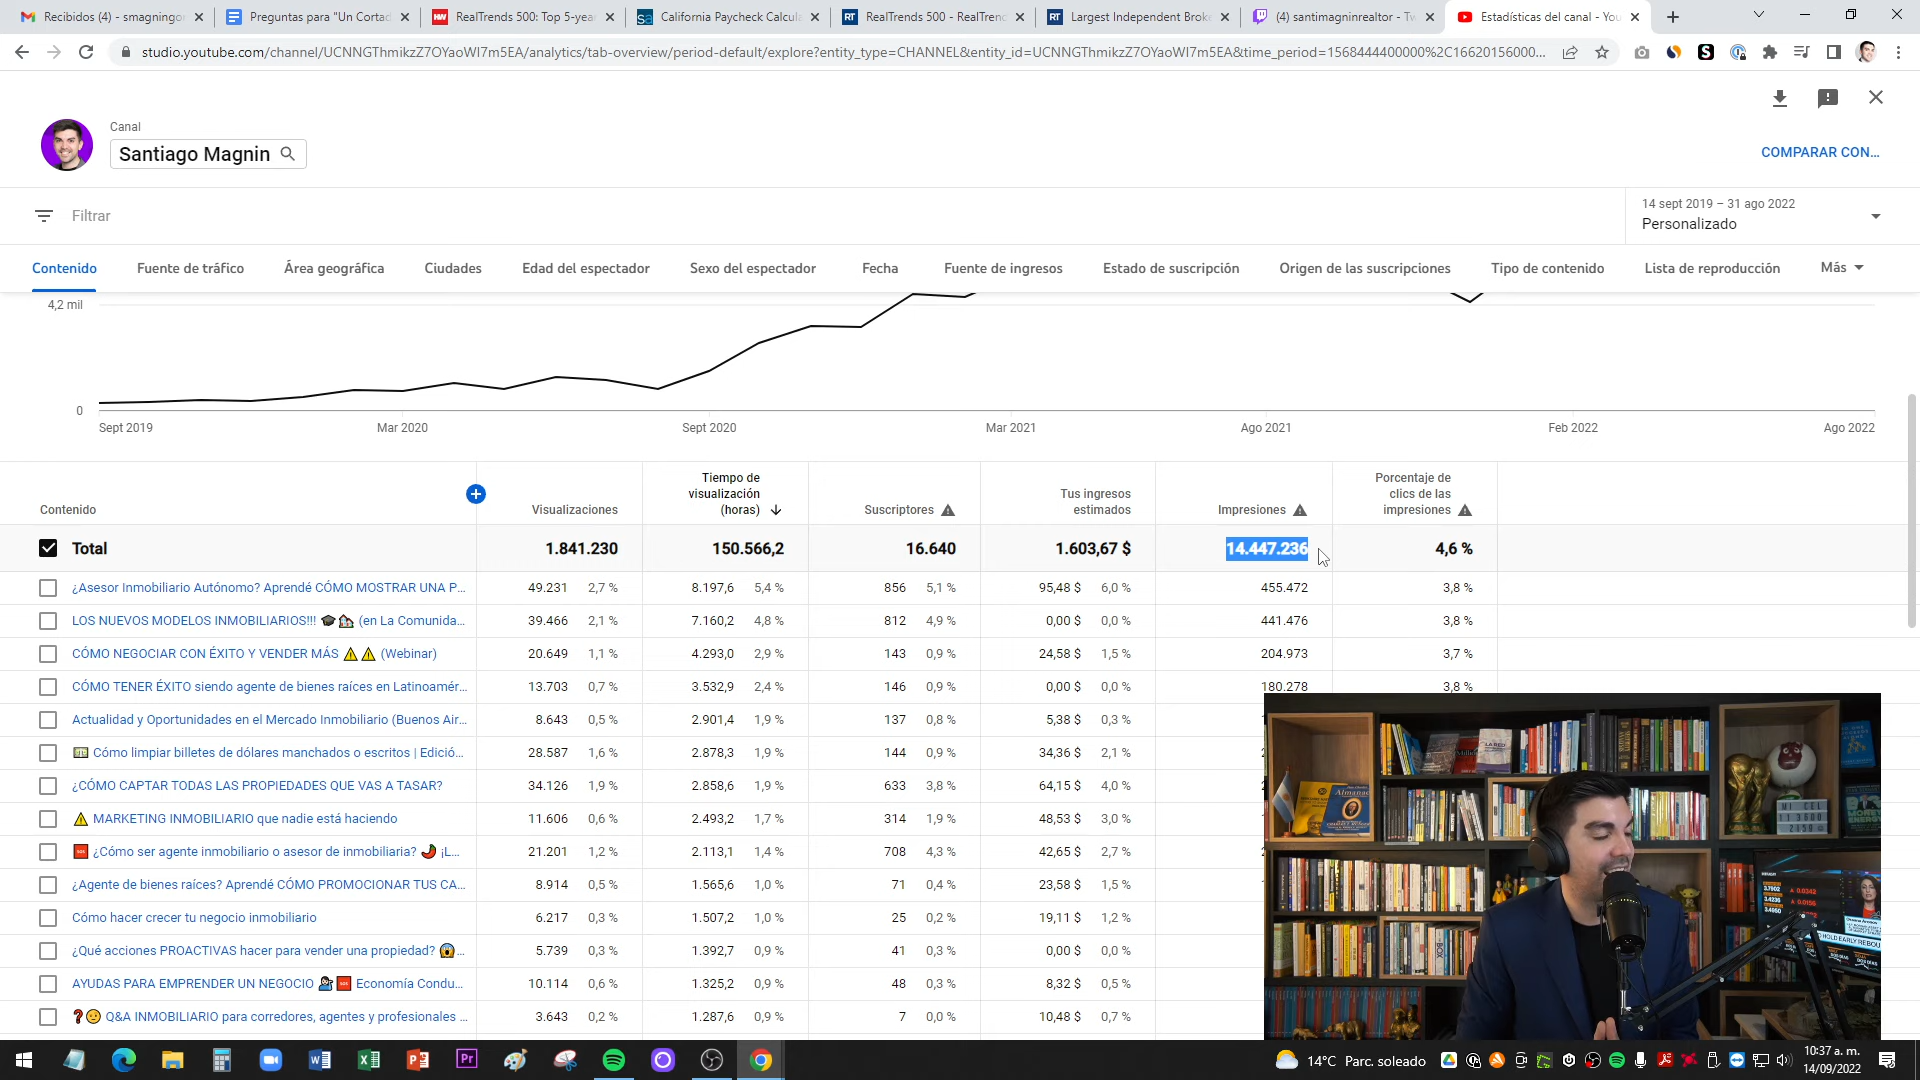 Recibidos (4) - smagningor
Preguntas para "Un Cortad
RealTrends 500: Top 5-year
California Paycheck Calcula
RealTrends 500 - RealTrend
Largest Independent Broke
(4) santimagninrealtor - Tw
Estadísticas del canal - You
studio.youtube.com/channel/UCNNGThmikzZ7OYaoWI7m5EA/analytics/tab-overview/period-default/explore?entity_type=CHANNEL&entity_id=UCNNGThmikzZ7OYaoWI7m5EA&time_period=1568444400000%2C16620156000...
Canal
Santiago Magnin
COMPARAR CON...
Filtrar
14 sept 2019 – 31 ago 2022
Personalizado
Contenido Fuente de tráfico Área geográfica Ciudades Edad del espectador Sexo del espectador Fecha Fuente de ingresos Estado de suscripción Origen de las suscripciones Tipo de contenido Lista de reproducción Más
4,2 mil
0
Sept 2019 Mar 2020 Sept 2020 Mar 2021 Ago 2021 Feb 2022 Ago 2022
Contenido
Visualizaciones
Tiempo de
visualización
(horas)
Suscriptores
Tus ingresos
estimados
Impresiones
Porcentaje de
clics de las
impresiones
Total 1.841.230 150.566,2 16.640 1.603,67 $ 14.447.236 4,6 %
¿Asesor Inmobiliario Autónomo? Aprendé CÓMO MOSTRAR UNA P... 49.231 2,7 % 8.197,6 5,4 % 856 5,1 % 95,48 $ 6,0 % 455.472 3,8 %
LOS NUEVOS MODELOS INMOBILIARIOS!!! 🎓🏡 (en La Comunida... 39.466 2,1 % 7.160,2 4,8 % 812 4,9 % 0,00 $ 0,0 % 441.476 3,8 %
CÓMO NEGOCIAR CON ÉXITO Y VENDER MÁS ⚠️⚠️ (Webinar) 20.649 1,1 % 4.293,0 2,9 % 143 0,9 % 24,58 $ 1,5 % 204.973 3,7 %
CÓMO TENER ÉXITO siendo agente de bienes raíces en Latinoamér... 13.703 0,7 % 3.532,9 2,4 % 146 0,9 % 0,00 $ 0,0 % 180.278 3,8 %
Actualidad y Oportunidades en el Mercado Inmobiliario (Buenos Air... 8.643 0,5 % 2.901,4 1,9 % 137 0,8 % 5,38 $ 0,3 %
💵 Cómo limpiar billetes de dólares manchados o escritos | Edició... 28.587 1,6 % 2.878,3 1,9 % 144 0,9 % 34,36 $ 2,1 %
¿CÓMO CAPTAR TODAS LAS PROPIEDADES QUE VAS A TASAR? 34.126 1,9 % 2.858,6 1,9 % 633 3,8 % 64,15 $ 4,0 %
⚠️ MARKETING INMOBILIARIO que nadie está haciendo 11.606 0,6 % 2.493,2 1,7 % 314 1,9 % 48,53 $ 3,0 %
🆘 ¿Cómo ser agente inmobiliario o asesor de inmobiliaria? 🌶 ¡L... 21.201 1,2 % 2.113,1 1,4 % 708 4,3 % 42,65 $ 2,7 %
¿Agente de bienes raíces? Aprendé CÓMO PROMOCIONAR TUS CA... 8.914 0,5 % 1.565,6 1,0 % 71 0,4 % 23,58 $ 1,5 %
Cómo hacer crecer tu negocio inmobiliario 6.217 0,3 % 1.507,2 1,0 % 25 0,2 % 19,11 $ 1,2 %
¿Qué acciones PROACTIVAS hacer para vender una propiedad? 😱... 5.739 0,3 % 1.392,7 0,9 % 41 0,3 % 0,00 $ 0,0 %
AYUDAS PARA EMPRENDER UN NEGOCIO 💁🆘 Economía Condu... 10.114 0,6 % 1.325,2 0,9 % 48 0,3 % 8,32 $ 0,5 %
❓🤨 Q&A INMOBILIARIO para corredores, agentes y profesionales ... 3.643 0,2 % 1.287,6 0,9 % 7 0,0 % 10,48 $ 0,7 %
Almanac
14°C Parc. soleado
10:37 a. m.
14/09/2022